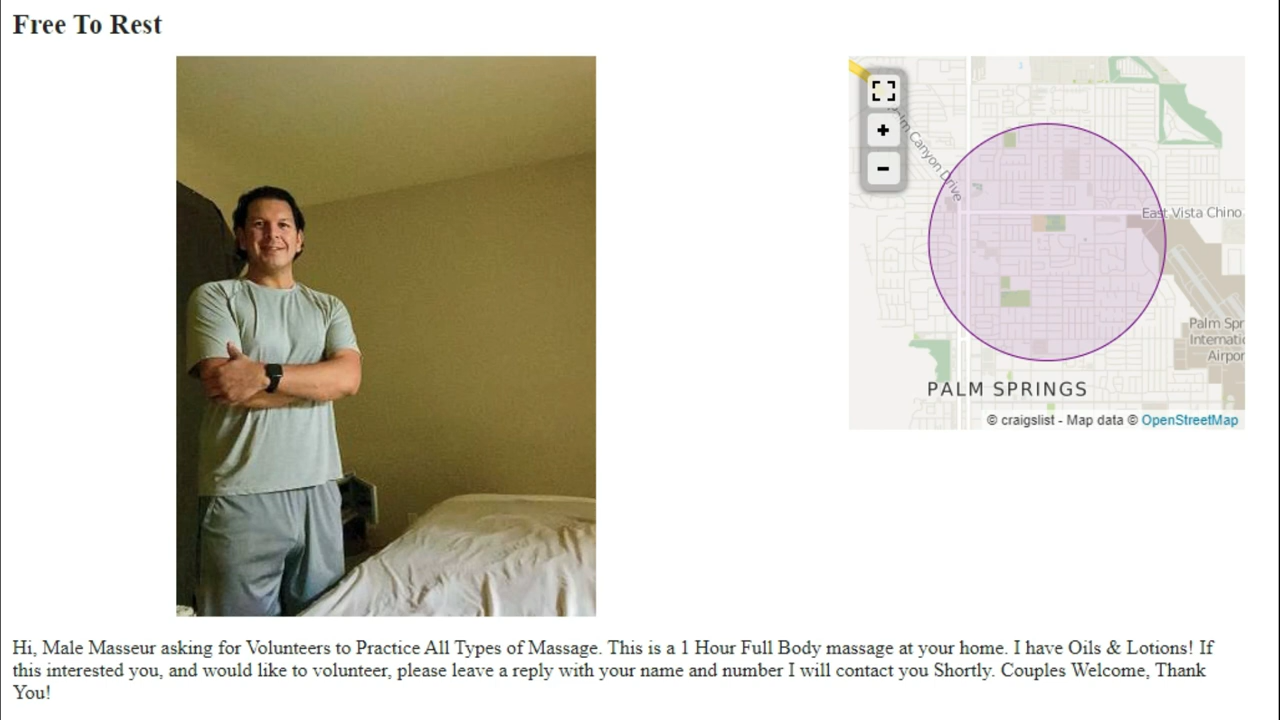 Free To Rest
Palm Canyon Drive
East Vista Chino
Palm Spr
Internatic
Airpor
PALM SPRINGS
© craigslist - Map data © OpenStreetMap
Hi, Male Masseur asking for Volunteers to Practice All Types of Massage. This is a 1 Hour Full Body massage at your home. I have Oils & Lotions! If
this interested you, and would like to volunteer, please leave a reply with your name and number I will contact you Shortly. Couples Welcome, Thank
You!